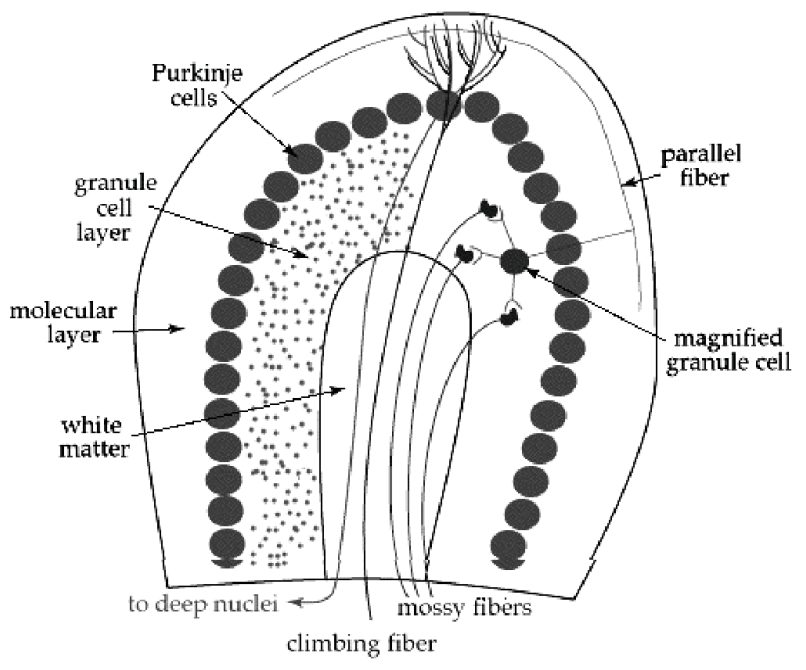 Purkinje
cells
granule
cell
layer
molecular
layer
white
matter
parallel
fiber
magnified
granule cell
to deep nuclei
mossy fibers
climbing fiber